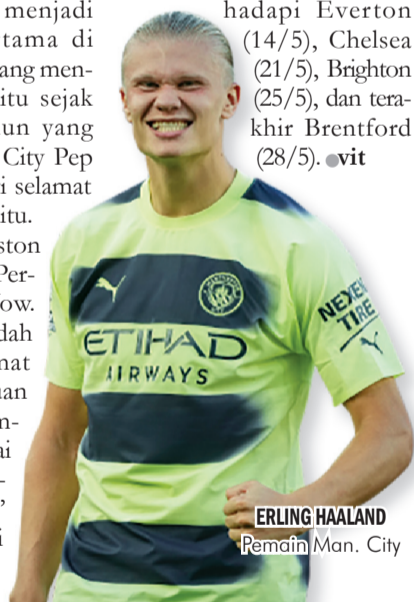 menjadi
tama di
ang men-
itu sejak
un yang
City Pep
i selamat
itu.
ston
Per-
ow.
dah
nat
uan
n-
ai
-
,
i
hadapi Everton
(14/5), Chelsea
(21/5), Brighton
(25/5), dan tera-
khir Brentford
(28/5). ●vit
NEXEN
TIRE
ETIHAD
AIRWAYS
ERLING HAALAND
Pemain Man. City